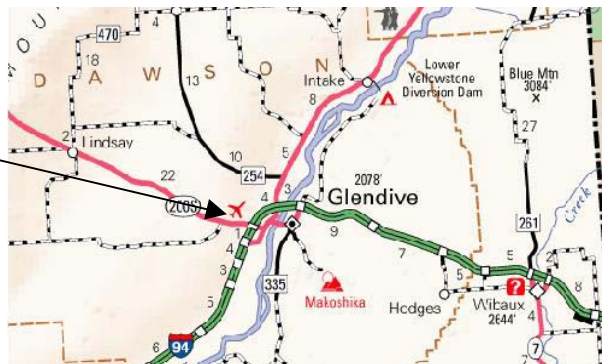 470
4
18
D A W S O N
13
Intake
8
Lower
Yellowstone
Diversion Dam
Blue Mtn
3084'
x
2
Lindsay
27
22
10
254
5
3
2078'
Glendive
200S
4
261
Creek
1
4
9
7
3
335
5
5
2
5
Makoshika
Hodges
?
Wibaux
2644'
8
4
6
94
7